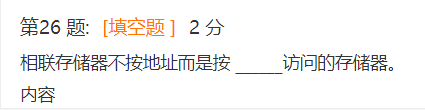 第26 题:  [填空题 ]  2 分
相联存储器不按地址而是按 _____访问的存储器。
内容